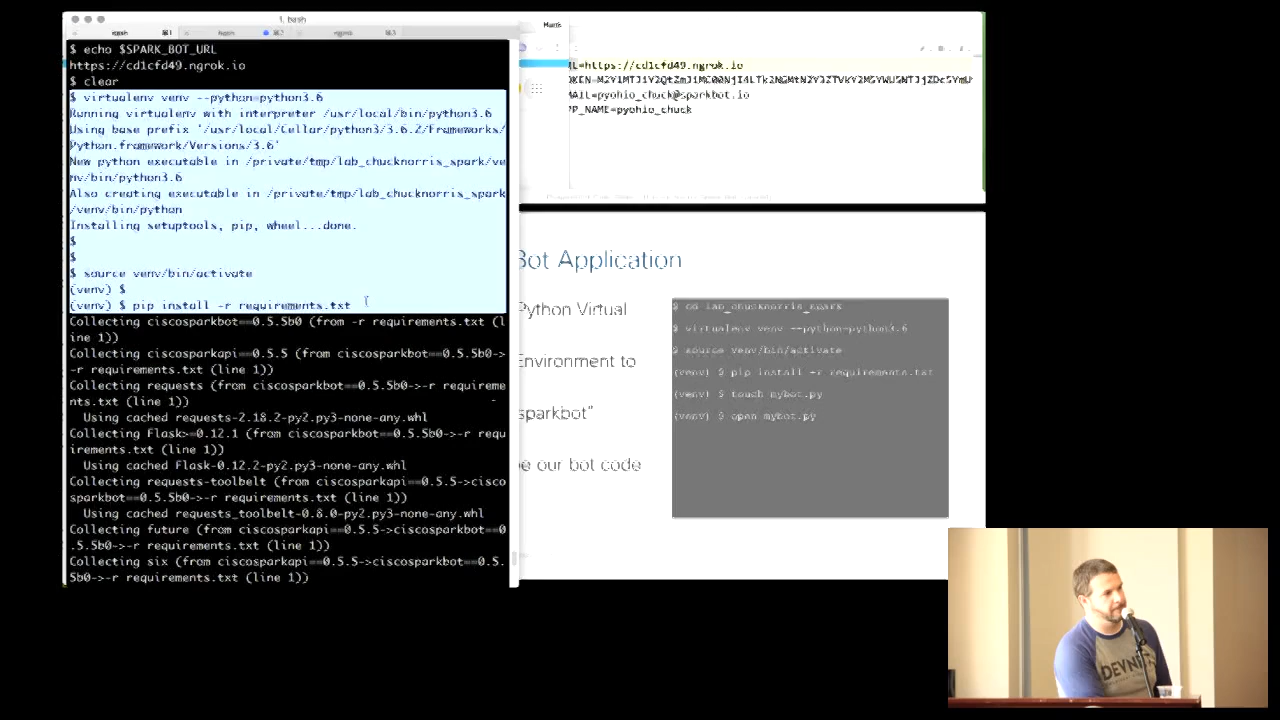 1. bash
bash ⌘1 bash ⌘2 ngrok ⌘3
$ echo $SPARK_BOT_URL
https://cd1cfd49.ngrok.io
$ clear
$ virtualenv venv --python=python3.6
Running virtualenv with interpreter /usr/local/bin/python3.6
Using base prefix '/usr/local/Cellar/python3/3.6.2/Frameworks/
Python.framework/Versions/3.6'
New python executable in /private/tmp/lab_chucknorris_spark/ve
nv/bin/python3.6
Also creating executable in /private/tmp/lab_chucknorris_spark
/venv/bin/python
Installing setuptools, pip, wheel...done.
$
$
$ source venv/bin/activate
(venv) $
(venv) $ pip install -r requirements.txt
Collecting ciscosparkbot==0.5.5b0 (from -r requirements.txt (l
ine 1))
Collecting ciscosparkapi==0.5.5 (from ciscosparkbot==0.5.5b0->
-r requirements.txt (line 1))
Collecting requests (from ciscosparkbot==0.5.5b0->-r requireme
nts.txt (line 1))
Using cached requests-2.18.2-py2.py3-none-any.whl
Collecting Flask>=0.12.1 (from ciscosparkbot==0.5.5b0->-r requ
irements.txt (line 1))
Using cached Flask-0.12.2-py2.py3-none-any.whl
Collecting requests-toolbelt (from ciscosparkapi==0.5.5->cisco
sparkbot==0.5.5b0->-r requirements.txt (line 1))
Using cached requests_toolbelt-0.8.0-py2.py3-none-any.whl
Collecting future (from ciscosparkapi==0.5.5->ciscosparkbot==0
.5.5b0->-r requirements.txt (line 1))
Collecting six (from ciscosparkapi==0.5.5->ciscosparkbot==0.5.
5b0->-r requirements.txt (line 1))
RL=https://cd1cfd49.ngrok.io
MAIL=pyohio_chuck@sparkbot.io
PP_NAME=pyohio_chuck
Bot Application
Python Virtual
Environment to
sparkbot”
be our bot code
$ cd lab_chucknorris_spark
$ virtualenv venv --python=python3.6
$ source venv/bin/activate
(venv) $ pip install -r requirements.txt
(venv) $ touch mybot.py
(venv) $ open mybot.py
DEVNET